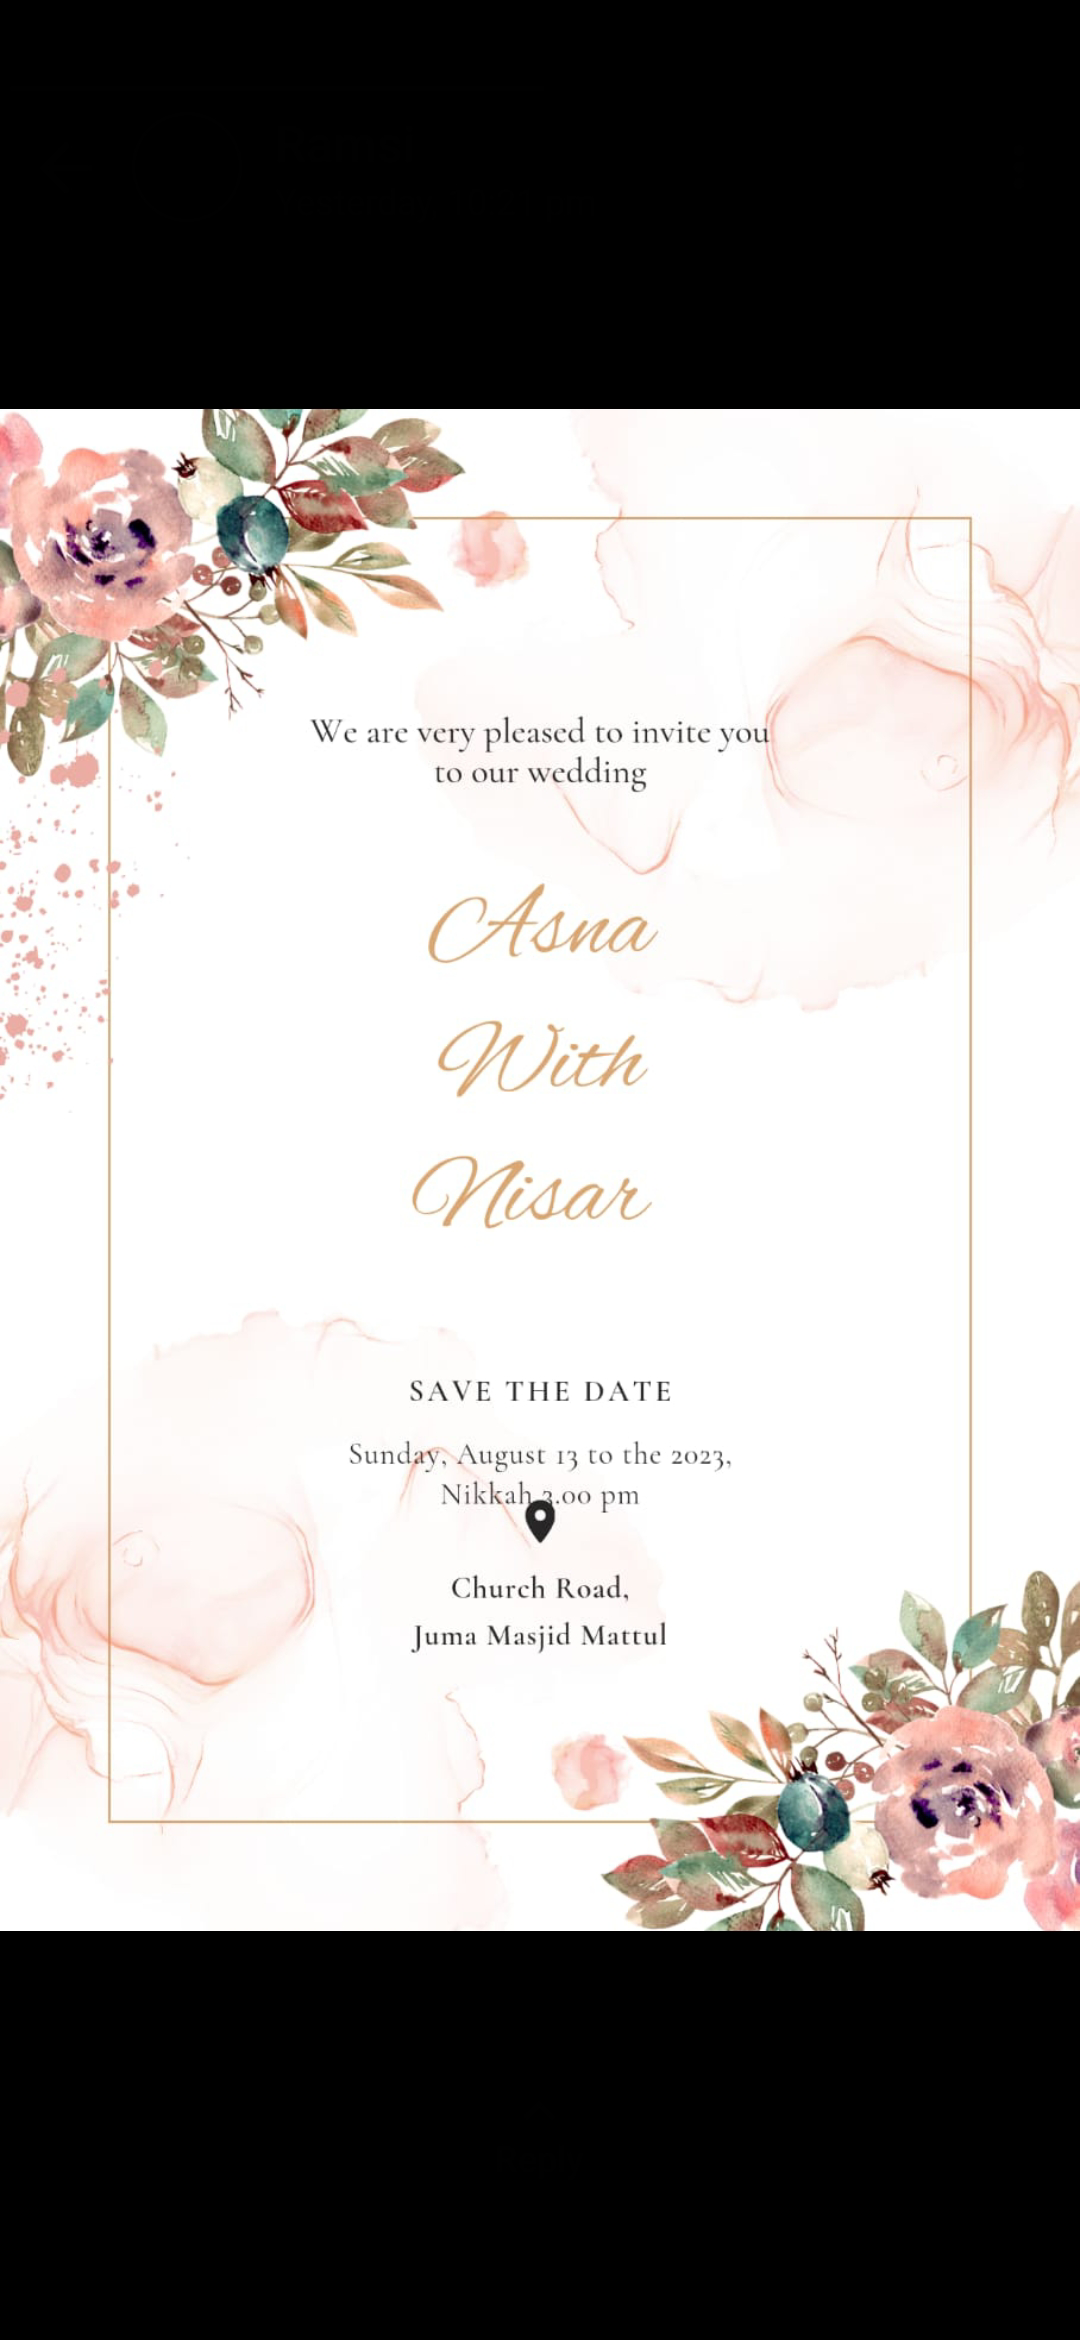 We are very pleased to invite you
to our wedding
Asna
With
Nisar
SAVE THE DATE
Sunday, August 13 to the 2023,
Nikkah 3.00 pm
Church Road,
Juma Masjid Mattul